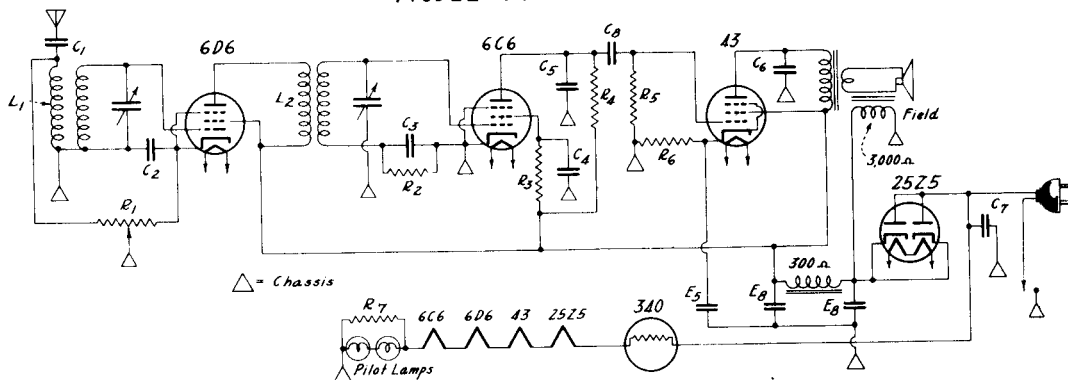 C1
6D6
6C6
C8
43
L1
L2
C5
R4
R5
C6
Field
3,000 Ω
C2
C3
R2
R3
C4
R6
25Z5
C7
R1
△ = Chassis
300 Ω
E5
E8
E8
R7
6C6
6D6
43
25Z5
340
Pilot Lamps